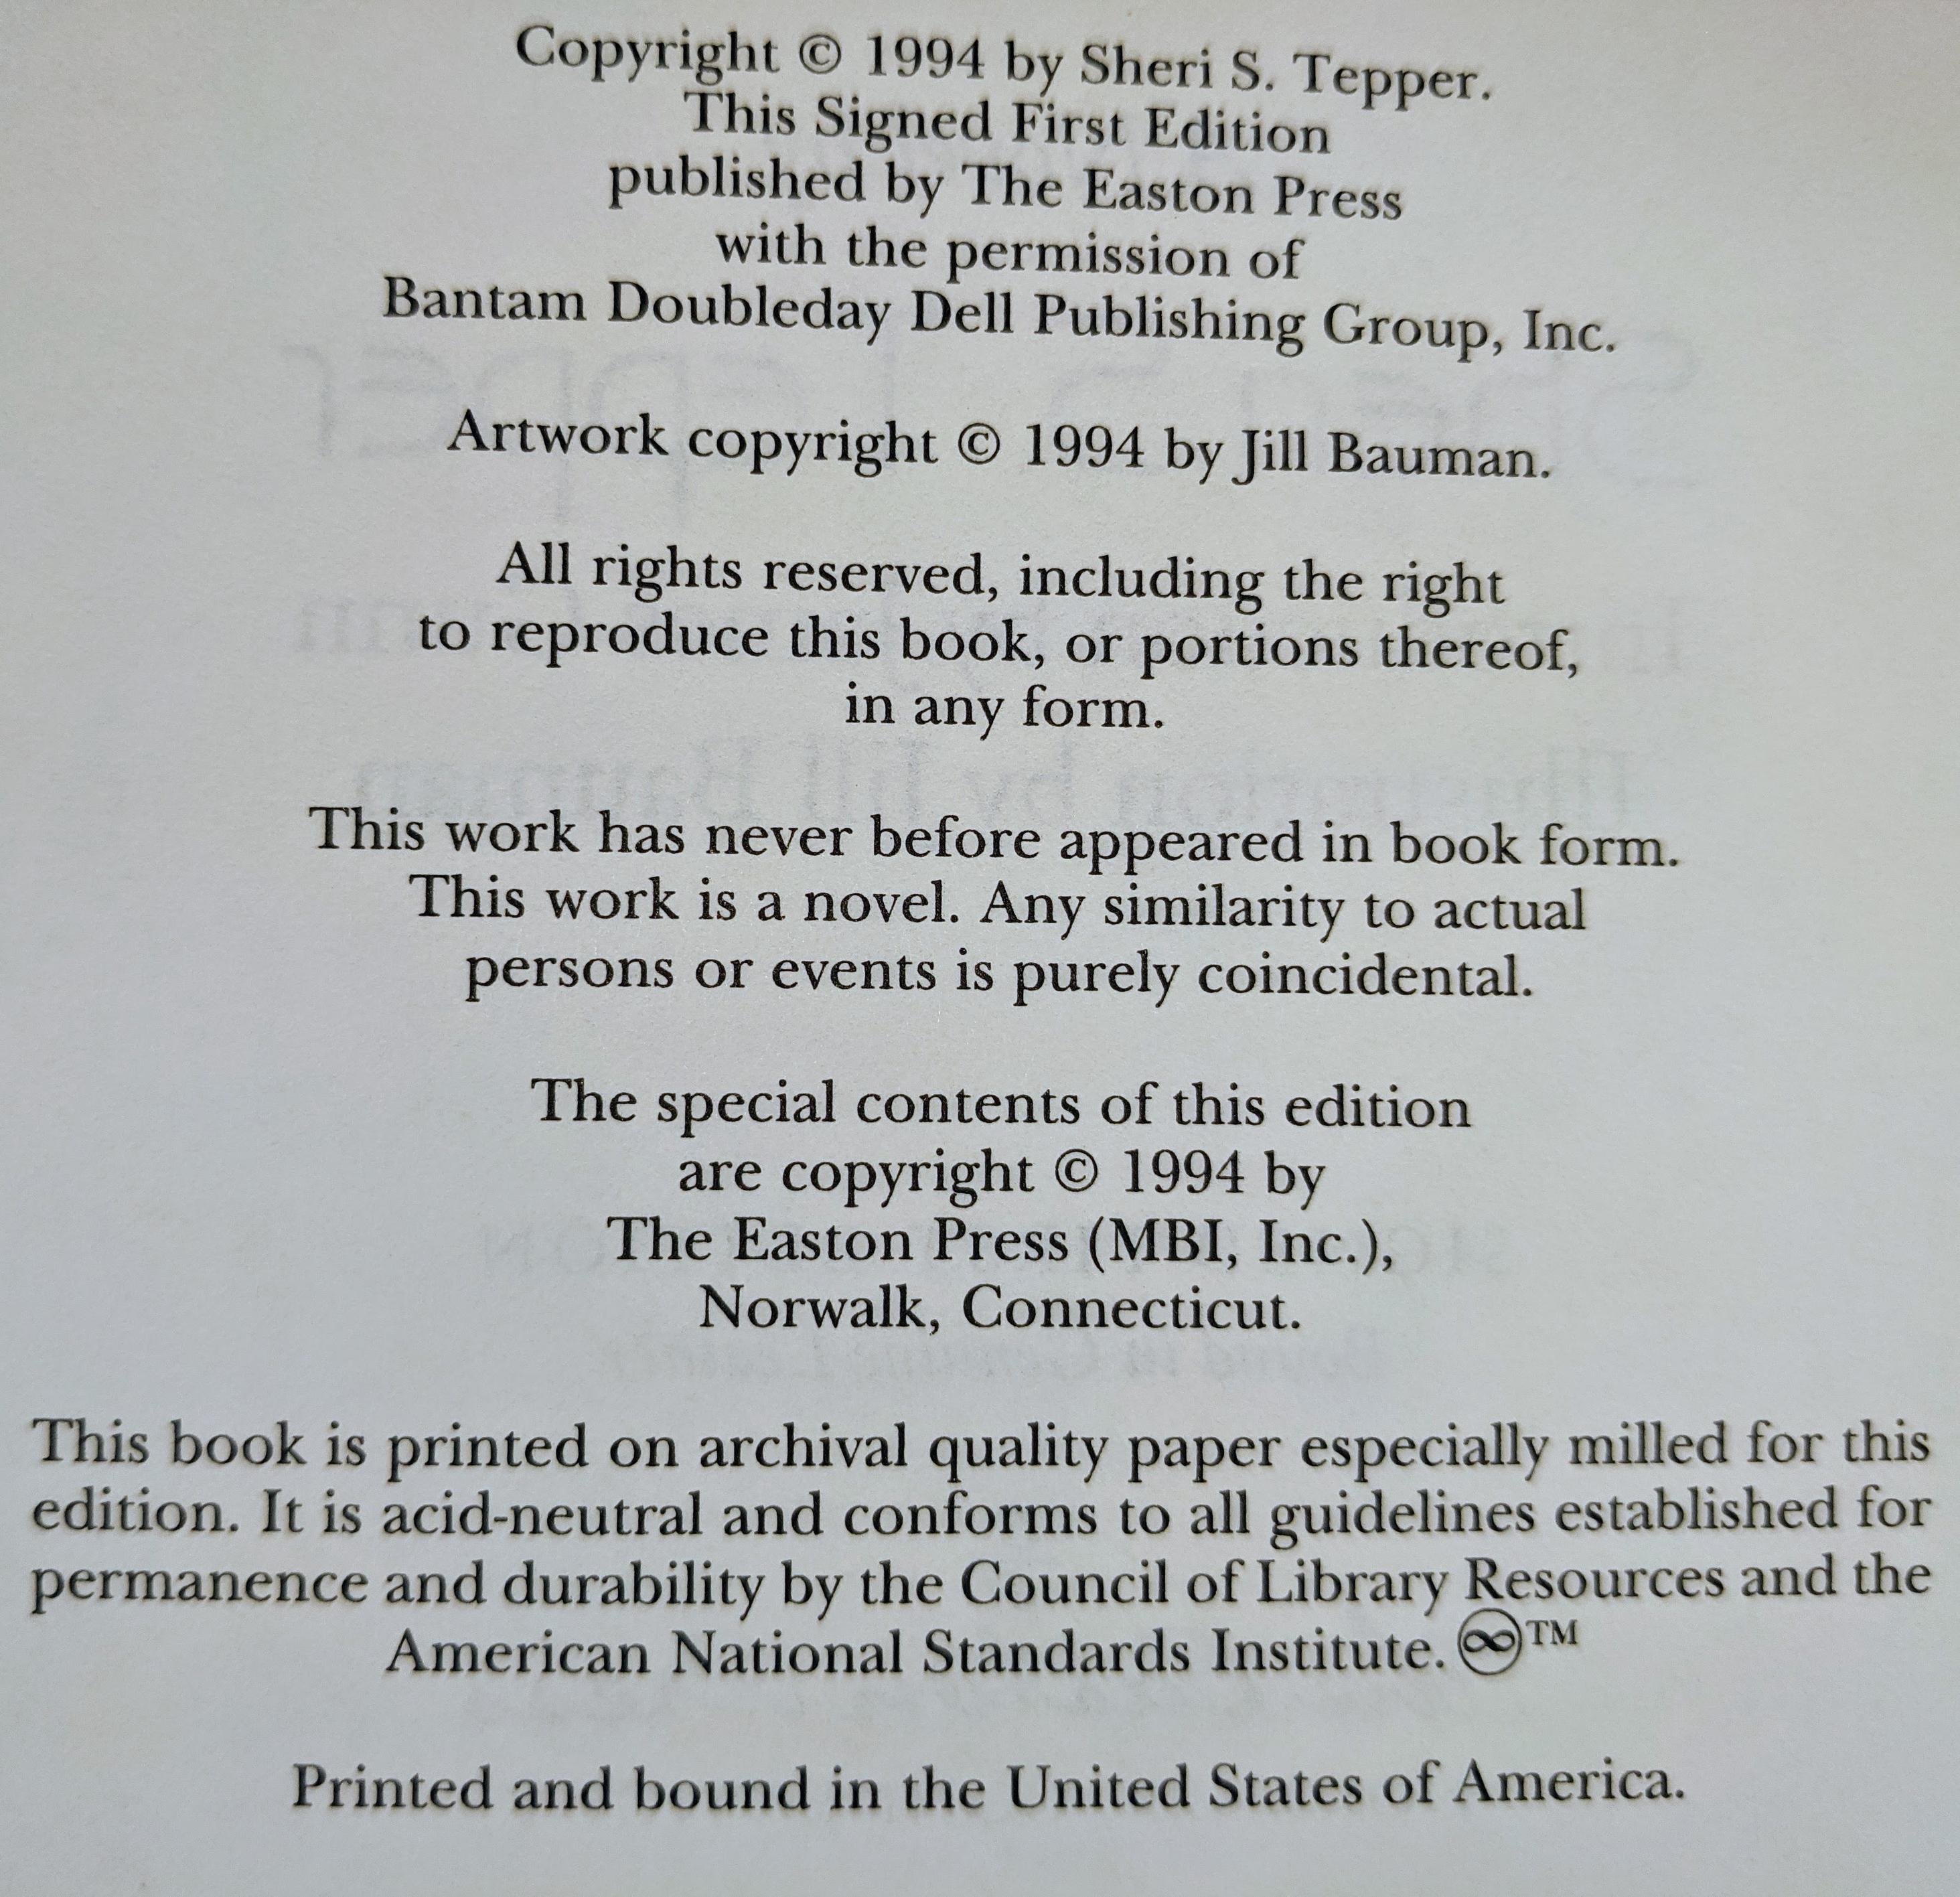 Copyright © 1994 by Sheri S. Tepper.
This Signed First Edition
published by The Easton Press
with the permission of
Bantam Doubleday Dell Publishing Group, Inc.
Artwork copyright © 1994 by Jill Bauman.
All rights reserved, including the right
to reproduce this book, or portions thereof,
in any form.
This work has never before appeared in book form.
This work is a novel. Any similarity to actual
persons or events is purely coincidental.
The special contents of this edition
are copyright © 1994 by
The Easton Press (MBI, Inc.),
Norwalk, Connecticut.
This book is printed on archival quality paper especially milled for this
edition. It is acid-neutral and conforms to all guidelines established for
permanence and durability by the Council of Library Resources and the
American National Standards Institute. ♾™
Printed and bound in the United States of America.